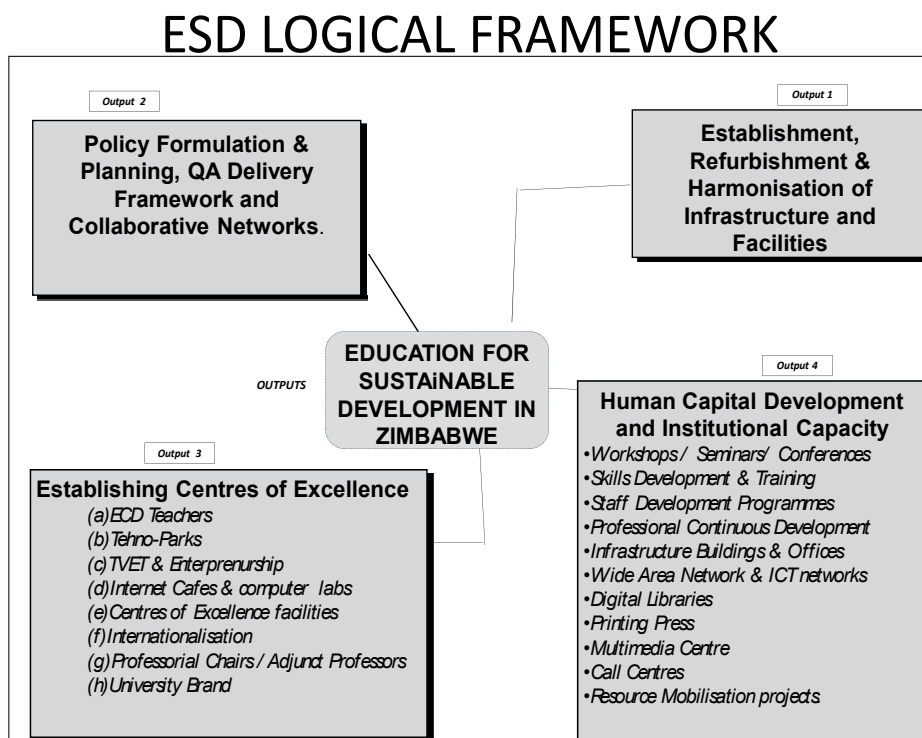 ESD LOGICAL FRAMEWORK
Output 2
Policy Formulation &
Planning, QA Delivery
Framework and
Collaborative Networks.
Output 1
Establishment,
Refurbishment &
Harmonisation of
Infrastructure and
Facilities
OUTPUTS
EDUCATION FOR
SUSTAiNABLE
DEVELOPMENT IN
ZIMBABWE
Output 3
Establishing Centres of Excellence
(a)ECD Teachers
(b)Tehno-Parks
(c)TVET & Enterprenurship
(d)Internet Cafes & computer labs
(e)Centres of Excellence facilities
(f)Internationalisation
(g)Professorial Chairs / Adjunct Professors
(h)University Brand
Output 4
Human Capital Development
and Institutional Capacity
•Workshops / Seminars/ Conferences
•Skills Development & Training
•Staff Development Programmes
•Professional Continuous Development
•Infrastructure Buildings & Offices
•Wide Area Network & ICT networks
•Digital Libraries
•Printing Press
•Multimedia Centre
•Call Centres
•Resource Mobilisation projects.